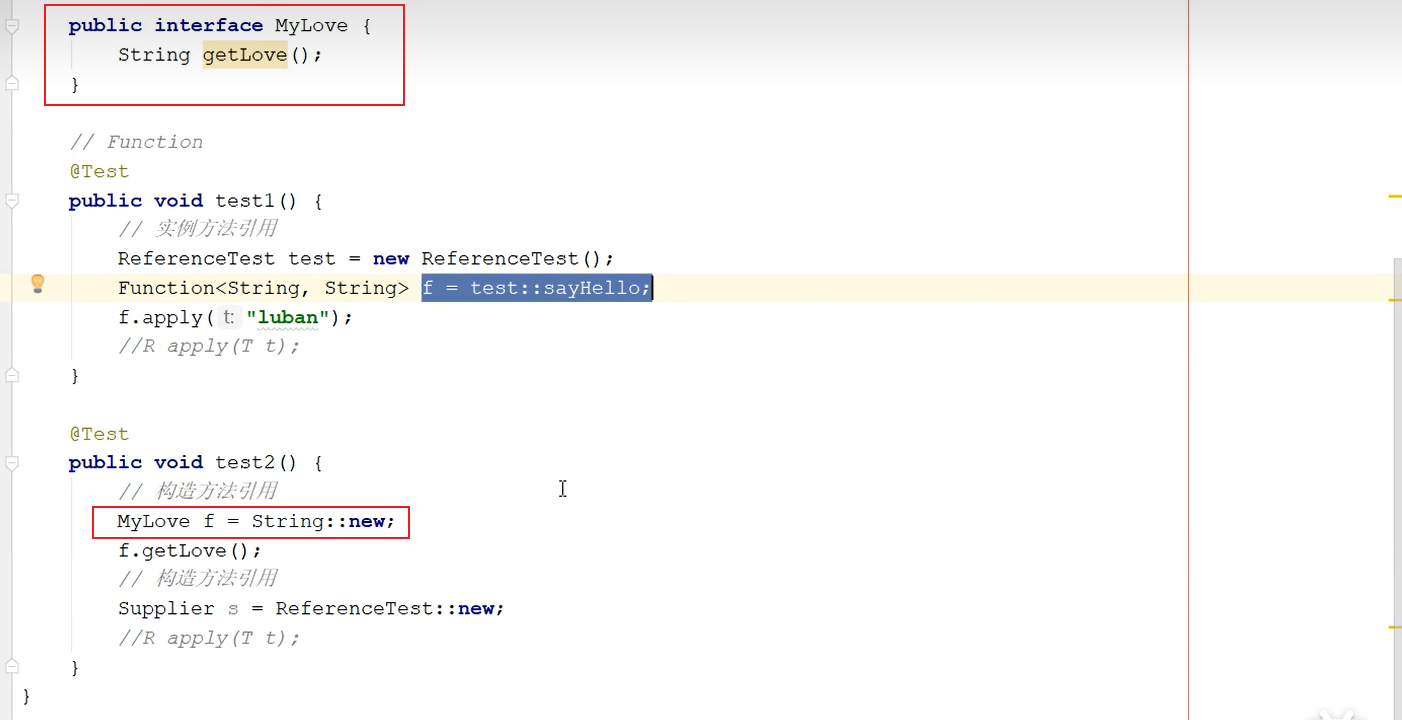 public interface MyLove {
String getLove();
}
// Function
@Test
public void test1() {
// 实例方法引用
ReferenceTest test = new ReferenceTest();
Function<String, String> f = test::sayHello;
f.apply( t: "luban");
//R apply(T t);
}
@Test
public void test2() {
// 构造方法引用
MyLove f = String::new;
f.getLove();
// 构造方法引用
Supplier s = ReferenceTest::new;
//R apply(T t);
}
}